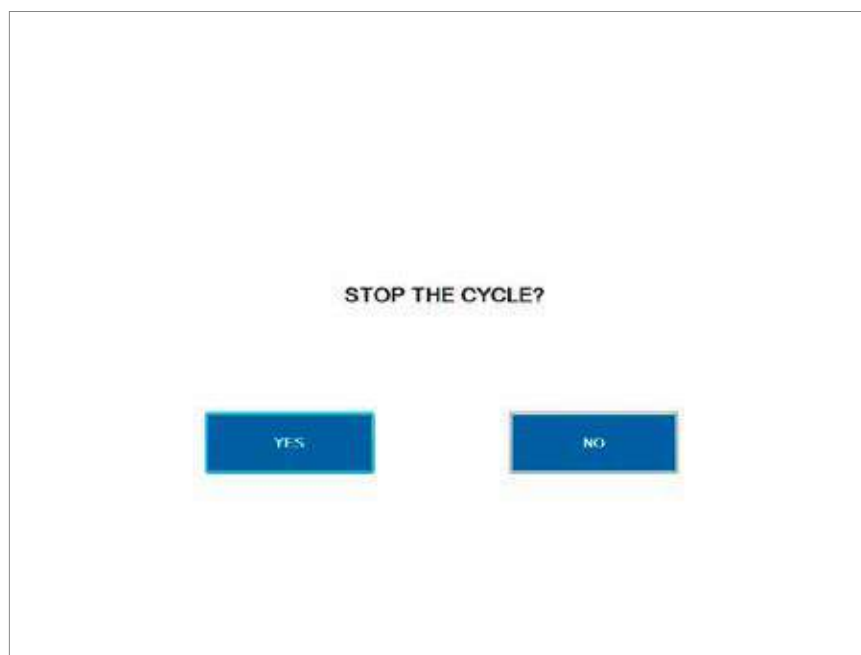 STOP THE CYCLE?
YES
NO